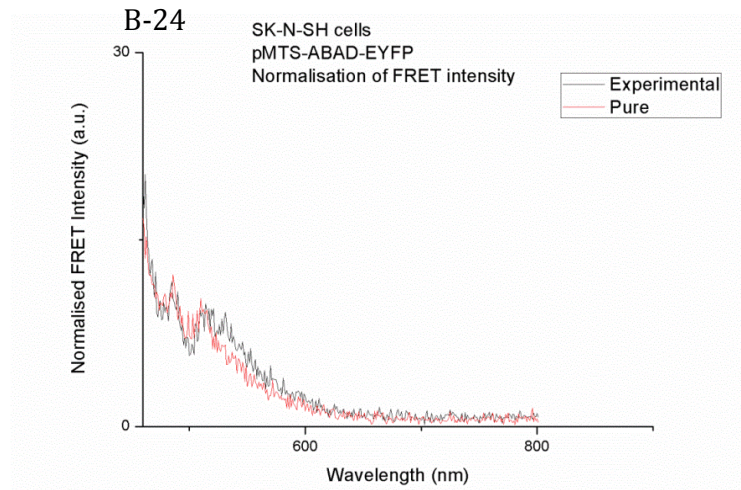 B-24
SK-N-SH cells
pMTS-ABAD-EYFP
Normalisation of FRET intensity
Experimental
Pure
30
0
Normalised FRET Intensity (a.u.)
600
800
Wavelength (nm)